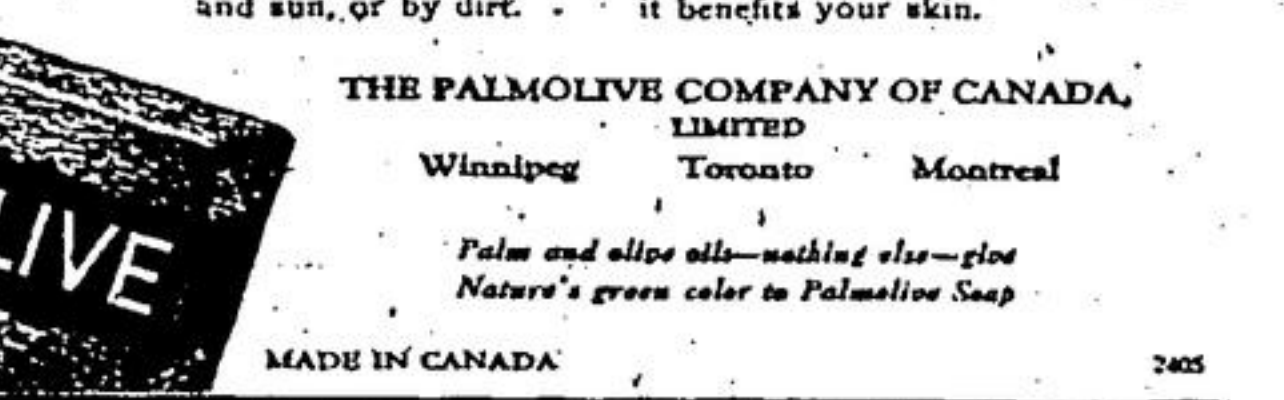 and sun, or by dirt. it benefits your skin.
THE PALMOLIVE COMPANY OF CANADA,
LIMITED
Winnipeg Toronto Montreal
LIVE
Palm and olive oils—nothing else—give
Nature's green color to Palmolive Soap
MADE IN CANADA 2405